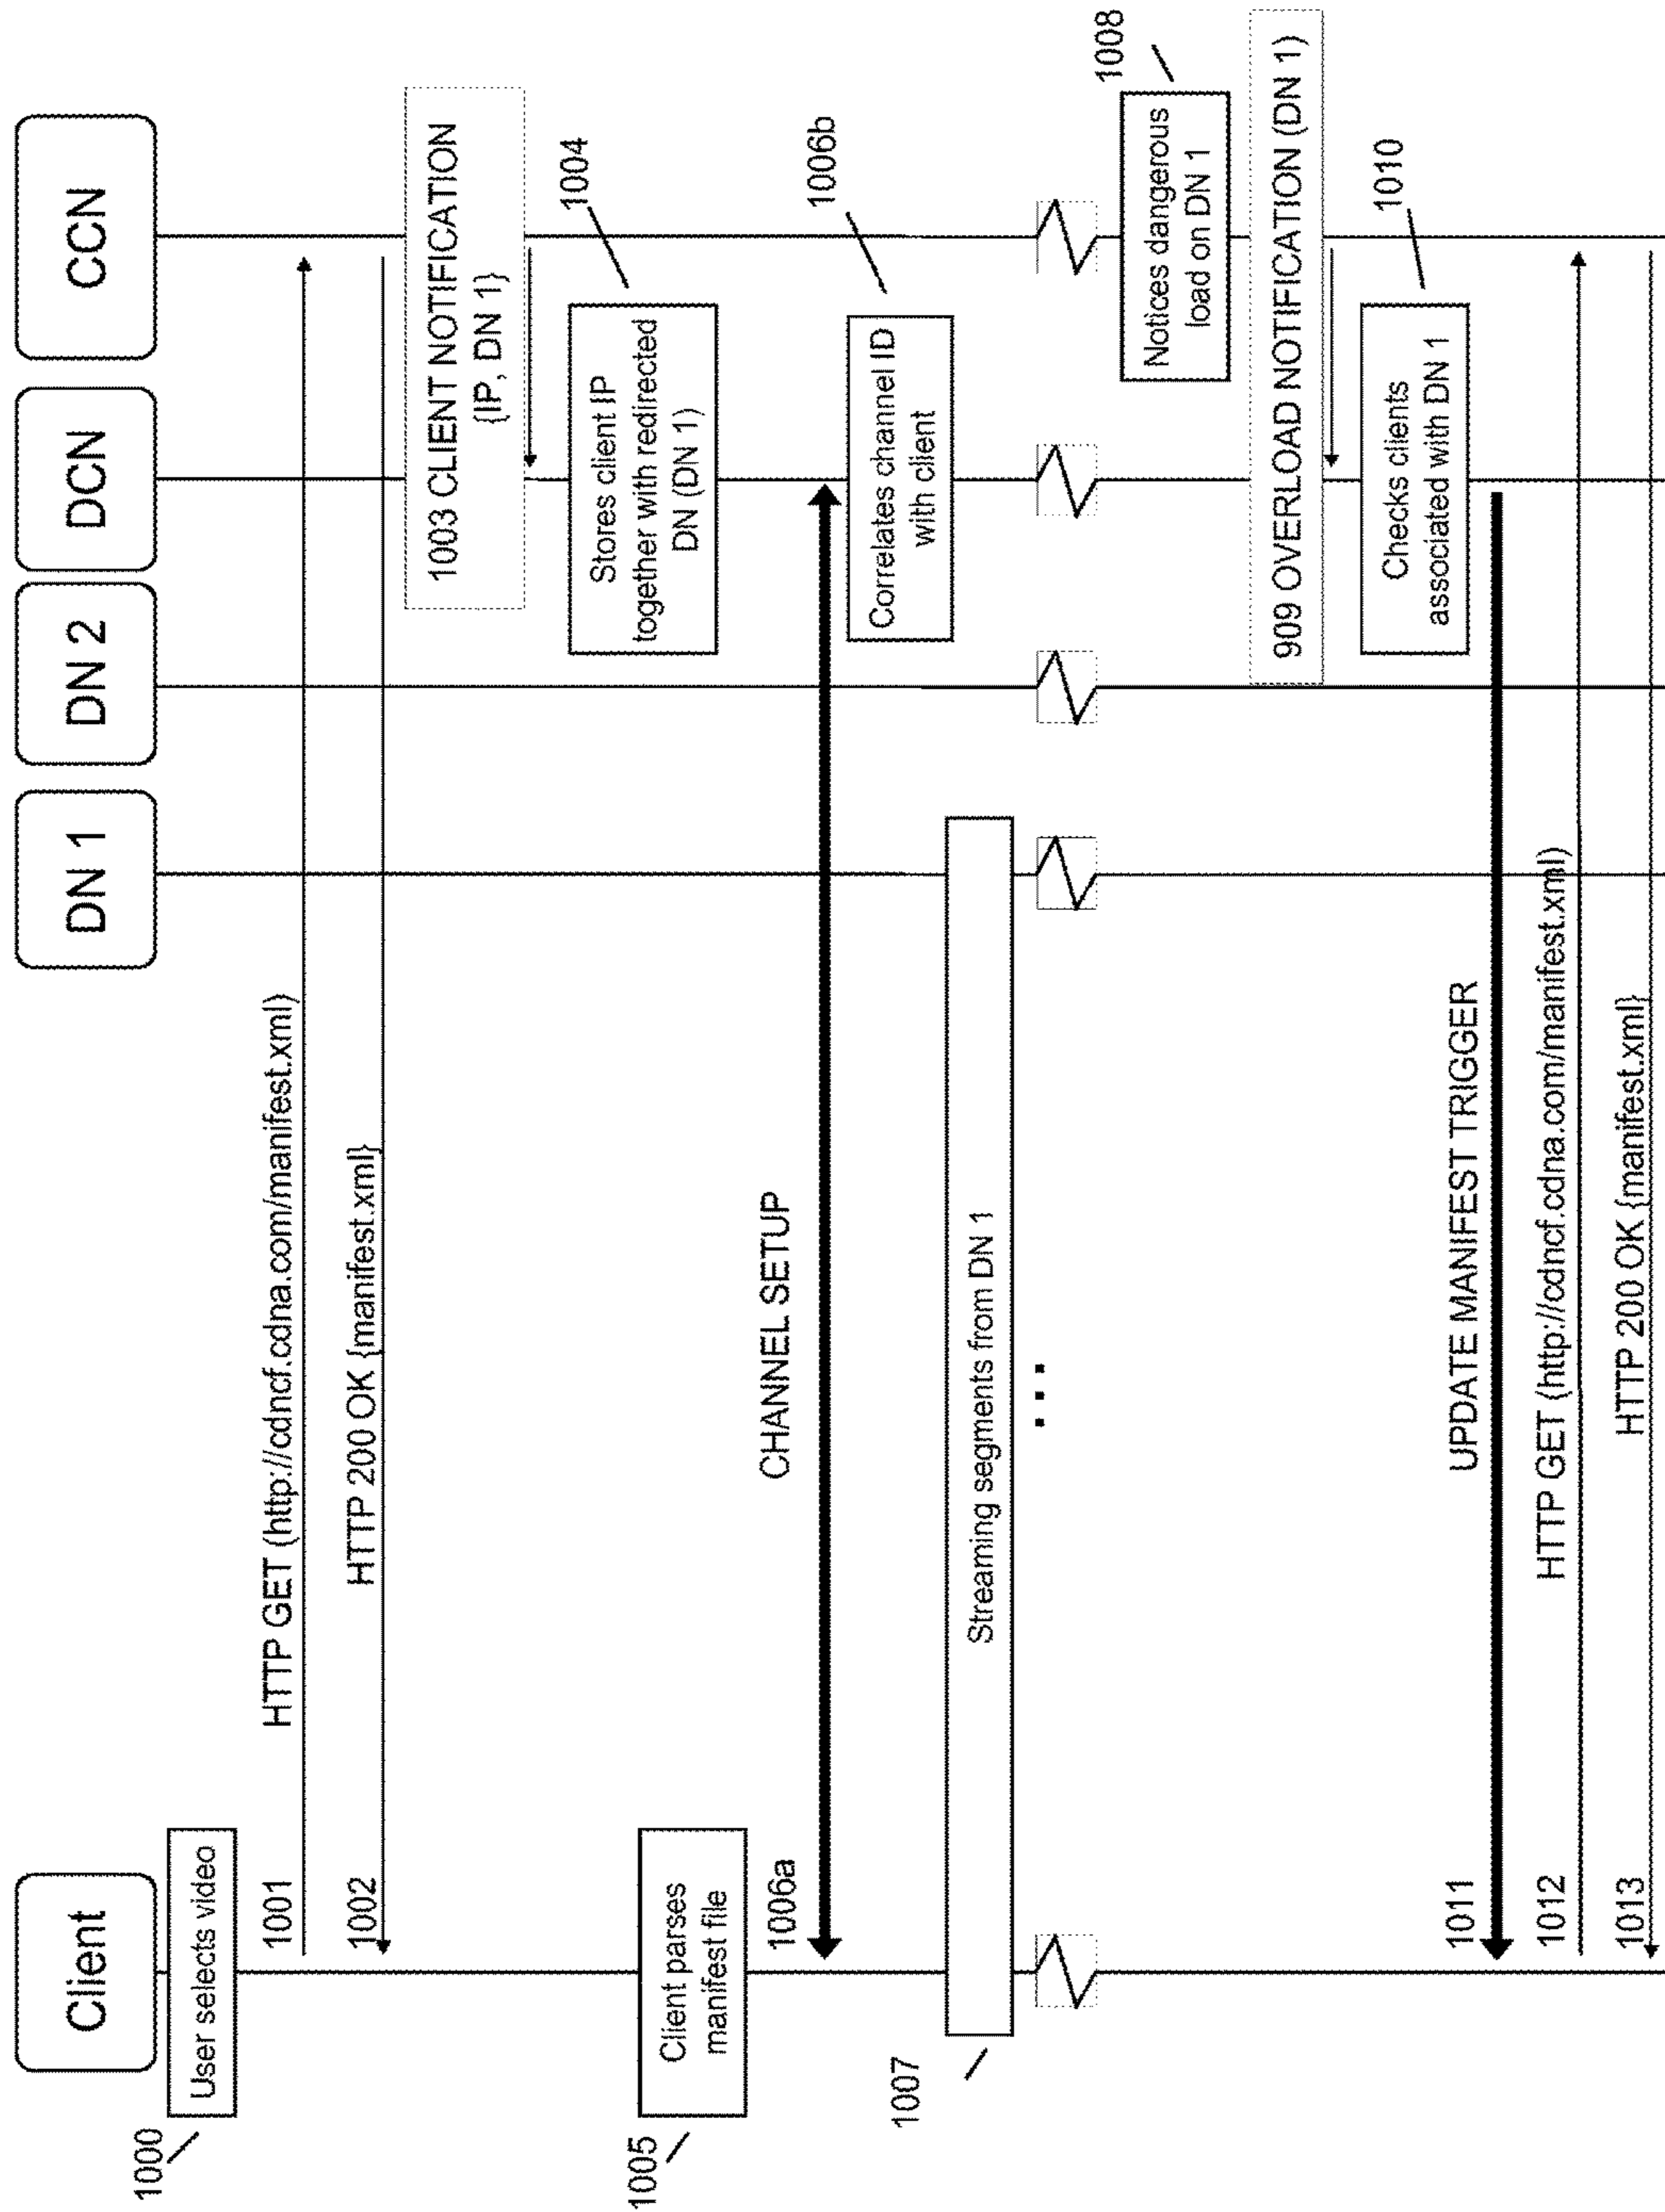 Client
DN 1
DN 2
DCN
CCN
1000
User selects video
1001
HTTP GET (http://cdncf.cdna.com/manifest.xml)
1002
HTTP 200 OK {manifest.xml}
1003 CLIENT NOTIFICATION
{IP, DN 1}
1004
Stores client IP
together with redirected
DN (DN 1)
1005
Client parses
manifest file
1006a
CHANNEL SETUP
1006b
Correlates channel ID
with client
1007
Streaming segments from DN 1
...
1008
Notices dangerous
load on DN 1
909 OVERLOAD NOTIFICATION (DN 1)
1010
Checks clients
associated with DN 1
1011
UPDATE MANIFEST TRIGGER
1012
HTTP GET (http://cdncf.cdna.com/manifest.xml)
1013
HTTP 200 OK {manifest.xml}